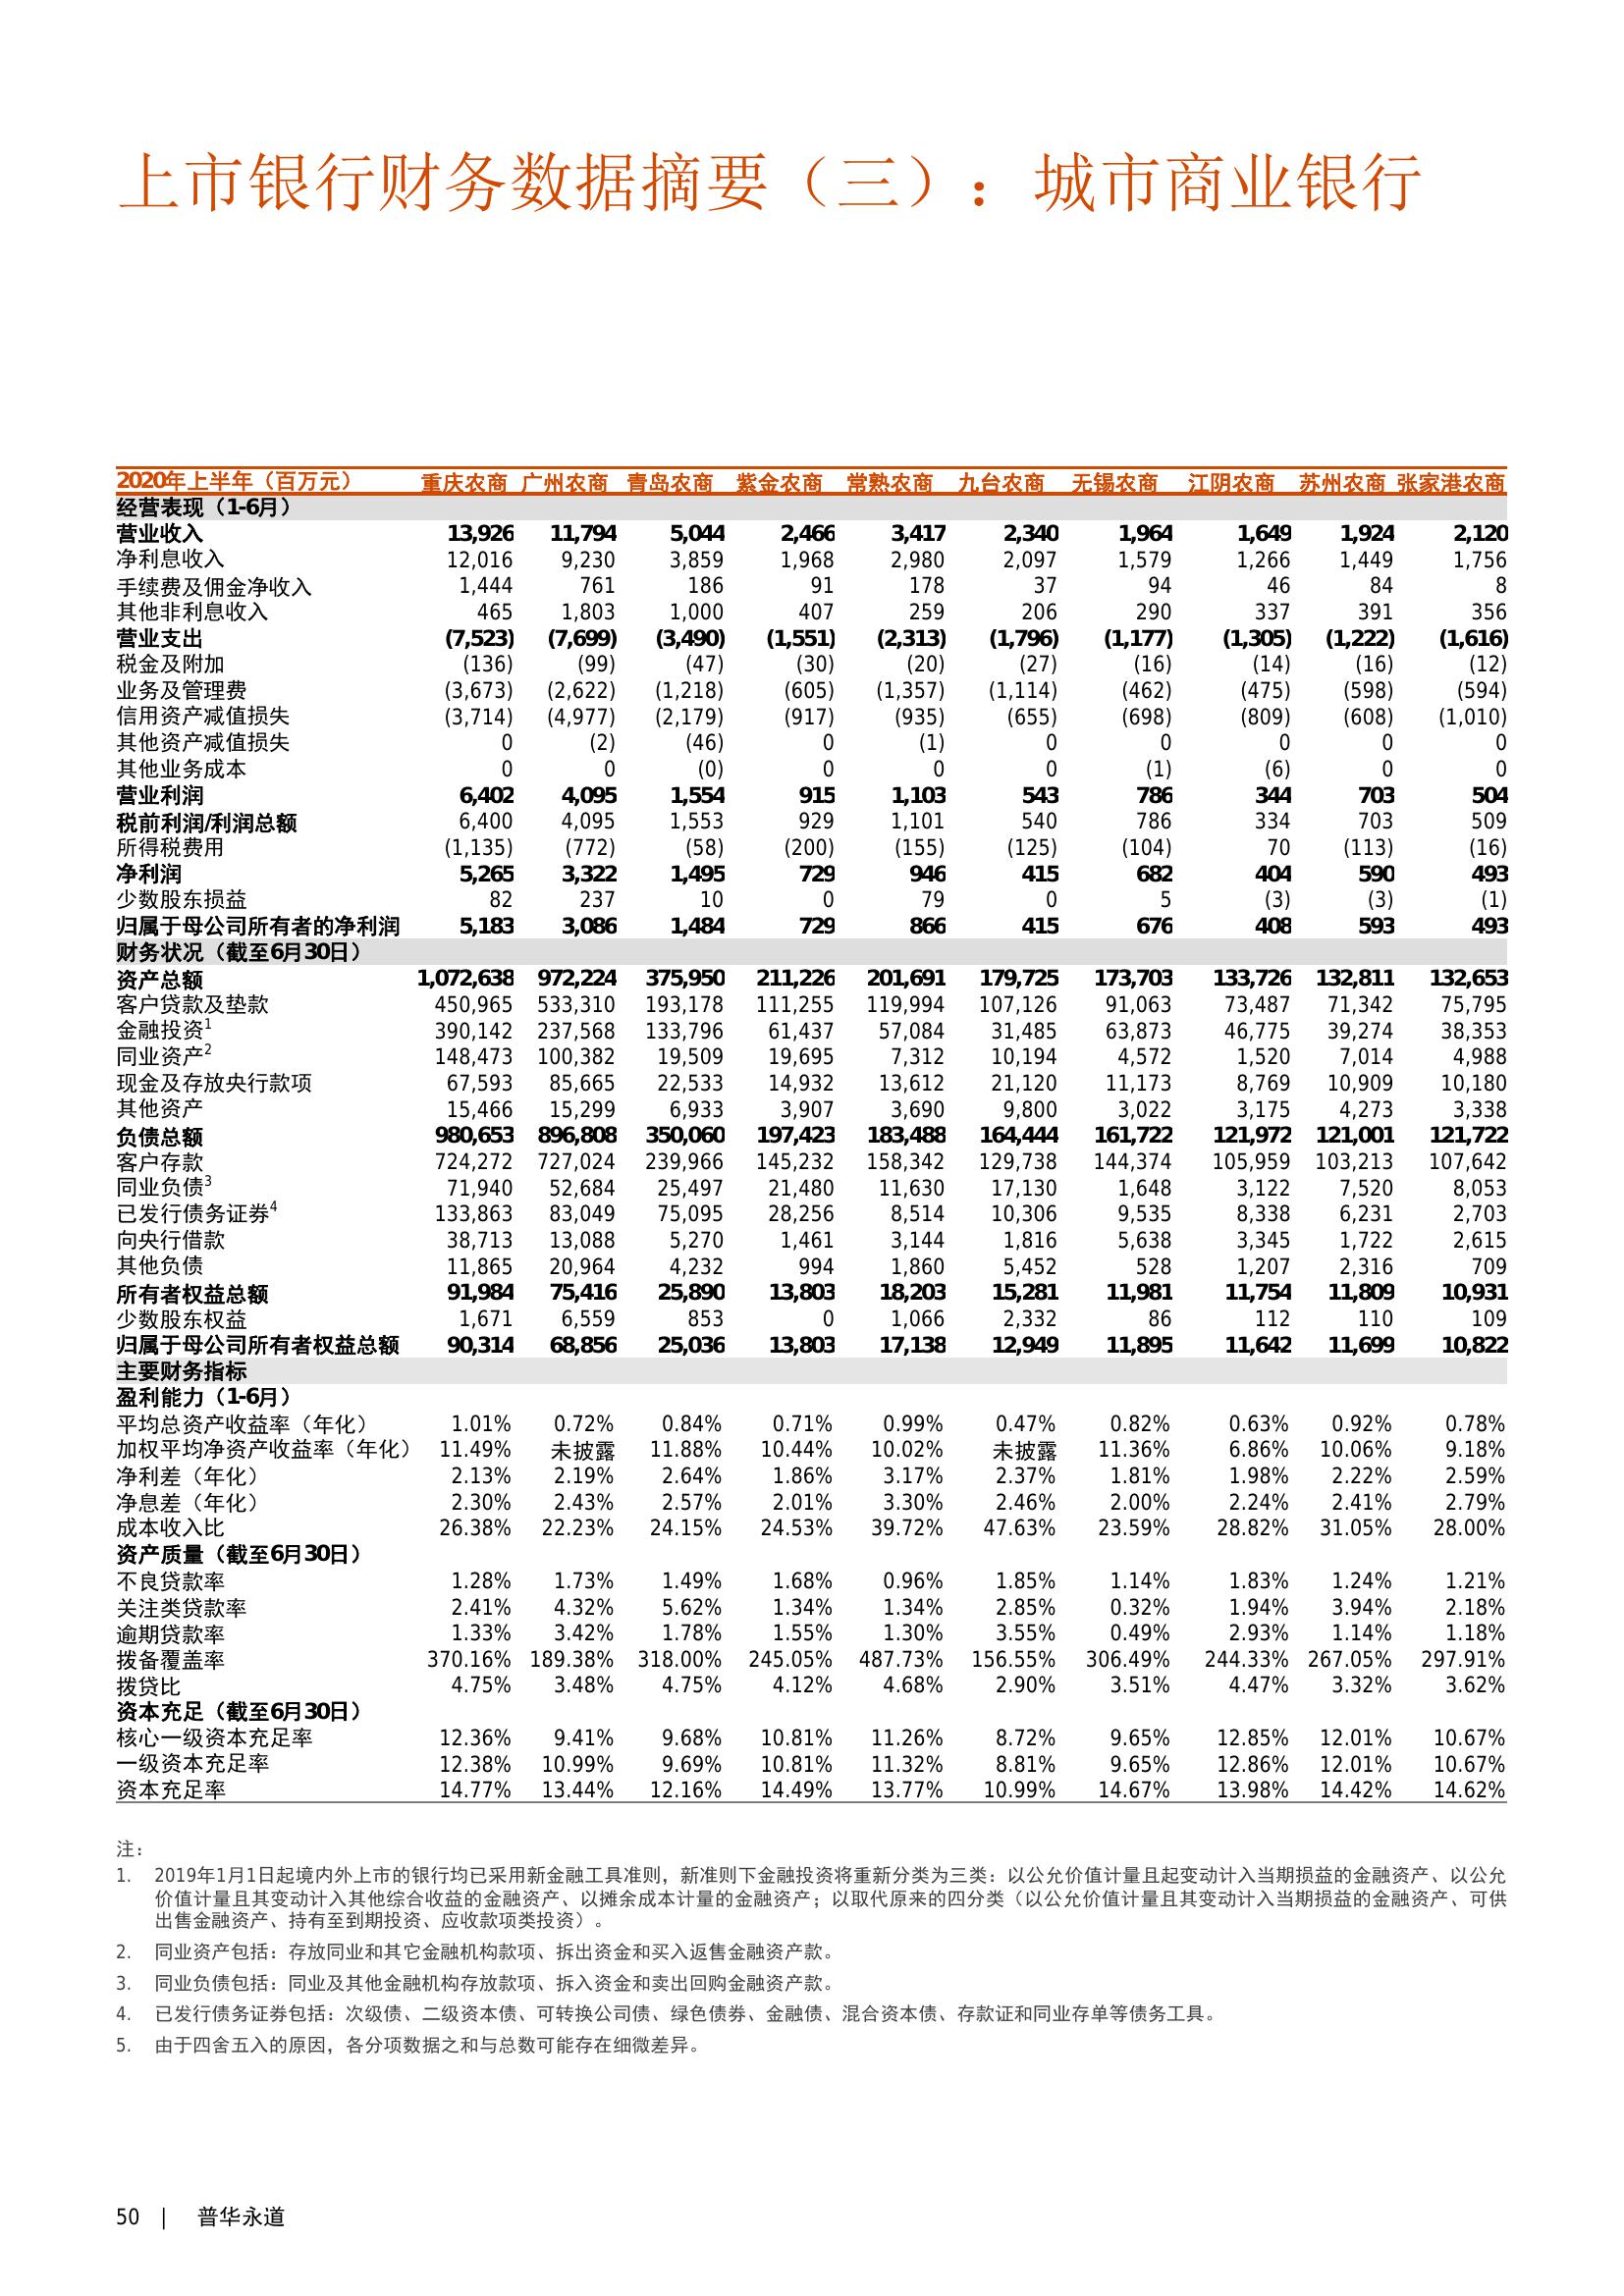 上市银行财务数据摘要（三）：城市商业银行
2020年上半年（百万元） 重庆农商 广州农商 青岛农商 紫金农商 常熟农商 九台农商 无锡农商 江阴农商 苏州农商 张家港农商
经营表现（1-6月）
营业收入 13,926 11,794 5,044 2,466 3,417 2,340 1,964 1,649 1,924 2,120
净利息收入 12,016 9,230 3,859 1,968 2,980 2,097 1,579 1,266 1,449 1,756
手续费及佣金净收入 1,444 761 186 91 178 37 94 46 84 8
其他非利息收入 465 1,803 1,000 407 259 206 290 337 391 356
营业支出 (7,523) (7,699) (3,490) (1,551) (2,313) (1,796) (1,177) (1,305) (1,222) (1,616)
税金及附加 (136) (99) (47) (30) (20) (27) (16) (14) (16) (12)
业务及管理费 (3,673) (2,622) (1,218) (605) (1,357) (1,114) (462) (475) (598) (594)
信用资产减值损失 (3,714) (4,977) (2,179) (917) (935) (655) (698) (809) (608) (1,010)
其他资产减值损失 0 (2) (46) 0 (1) 0 0 0 0 0
其他业务成本 0 0 (0) 0 0 0 (1) (6) 0 0
营业利润 6,402 4,095 1,554 915 1,103 543 786 344 703 504
税前利润/利润总额 6,400 4,095 1,553 929 1,101 540 786 334 703 509
所得税费用 (1,135) (772) (58) (200) (155) (125) (104) 70 (113) (16)
净利润 5,265 3,322 1,495 729 946 415 682 404 590 493
少数股东损益 82 237 10 0 79 0 5 (3) (3) (1)
归属于母公司所有者的净利润 5,183 3,086 1,484 729 866 415 676 408 593 493
财务状况（截至6月30日）
资产总额 1,072,638 972,224 375,950 211,226 201,691 179,725 173,703 133,726 132,811 132,653
客户贷款及垫款 450,965 533,310 193,178 111,255 119,994 107,126 91,063 73,487 71,342 75,795
金融投资1 390,142 237,568 133,796 61,437 57,084 31,485 63,873 46,775 39,274 38,353
同业资产2 148,473 100,382 19,509 19,695 7,312 10,194 4,572 1,520 7,014 4,988
现金及存放央行款项 67,593 85,665 22,533 14,932 13,612 21,120 11,173 8,769 10,909 10,180
其他资产 15,466 15,299 6,933 3,907 3,690 9,800 3,022 3,175 4,273 3,338
负债总额 980,653 896,808 350,060 197,423 183,488 164,444 161,722 121,972 121,001 121,722
客户存款 724,272 727,024 239,966 145,232 158,342 129,738 144,374 105,959 103,213 107,642
同业负债3 71,940 52,684 25,497 21,480 11,630 17,130 1,648 3,122 7,520 8,053
已发行债务证券4 133,863 83,049 75,095 28,256 8,514 10,306 9,535 8,338 6,231 2,703
向央行借款 38,713 13,088 5,270 1,461 3,144 1,816 5,638 3,345 1,722 2,615
其他负债 11,865 20,964 4,232 994 1,860 5,452 528 1,207 2,316 709
所有者权益总额 91,984 75,416 25,890 13,803 18,203 15,281 11,981 11,754 11,809 10,931
少数股东权益 1,671 6,559 853 0 1,066 2,332 86 112 110 109
归属于母公司所有者权益总额 90,314 68,856 25,036 13,803 17,138 12,949 11,895 11,642 11,699 10,822
主要财务指标
盈利能力（1-6月）
平均总资产收益率（年化） 1.01% 0.72% 0.84% 0.71% 0.99% 0.47% 0.82% 0.63% 0.92% 0.78%
加权平均净资产收益率（年化） 11.49% 未披露 11.88% 10.44% 10.02% 未披露 11.36% 6.86% 10.06% 9.18%
净利差（年化） 2.13% 2.19% 2.64% 1.86% 3.17% 2.37% 1.81% 1.98% 2.22% 2.59%
净息差（年化） 2.30% 2.43% 2.57% 2.01% 3.30% 2.46% 2.00% 2.24% 2.41% 2.79%
成本收入比 26.38% 22.23% 24.15% 24.53% 39.72% 47.63% 23.59% 28.82% 31.05% 28.00%
资产质量（截至6月30日）
不良贷款率 1.28% 1.73% 1.49% 1.68% 0.96% 1.85% 1.14% 1.83% 1.24% 1.21%
关注类贷款率 2.41% 4.32% 5.62% 1.34% 1.34% 2.85% 0.32% 1.94% 3.94% 2.18%
逾期贷款率 1.33% 3.42% 1.78% 1.55% 1.30% 3.55% 0.49% 2.93% 1.14% 1.18%
拨备覆盖率 370.16% 189.38% 318.00% 245.05% 487.73% 156.55% 306.49% 244.33% 267.05% 297.91%
拨贷比 4.75% 3.48% 4.75% 4.12% 4.68% 2.90% 3.51% 4.47% 3.32% 3.62%
资本充足（截至6月30日）
核心一级资本充足率 12.36% 9.41% 9.68% 10.81% 11.26% 8.72% 9.65% 12.85% 12.01% 10.67%
一级资本充足率 12.38% 10.99% 9.69% 10.81% 11.32% 8.81% 9.65% 12.86% 12.01% 10.67%
资本充足率 14.77% 13.44% 12.16% 14.49% 13.77% 10.99% 14.67% 13.98% 14.42% 14.62%
注：
1. 2019年1月1日起境内外上市的银行均已采用新金融工具准则，新准则下金融投资将重新分类为三类：以公允价值计量且起变动计入当期损益的金融资产、以公允
价值计量且其变动计入其他综合收益的金融资产、以摊余成本计量的金融资产；以取代原来的四分类（以公允价值计量且其变动计入当期损益的金融资产、可供
出售金融资产、持有至到期投资、应收款项类投资）。
2. 同业资产包括：存放同业和其它金融机构款项、拆出资金和买入返售金融资产款。
3. 同业负债包括：同业及其他金融机构存放款项、拆入资金和卖出回购金融资产款。
4. 已发行债务证券包括：次级债、二级资本债、可转换公司债、绿色债券、金融债、混合资本债、存款证和同业存单等债务工具。
5. 由于四舍五入的原因，各分项数据之和与总数可能存在细微差异。
50 | 普华永道